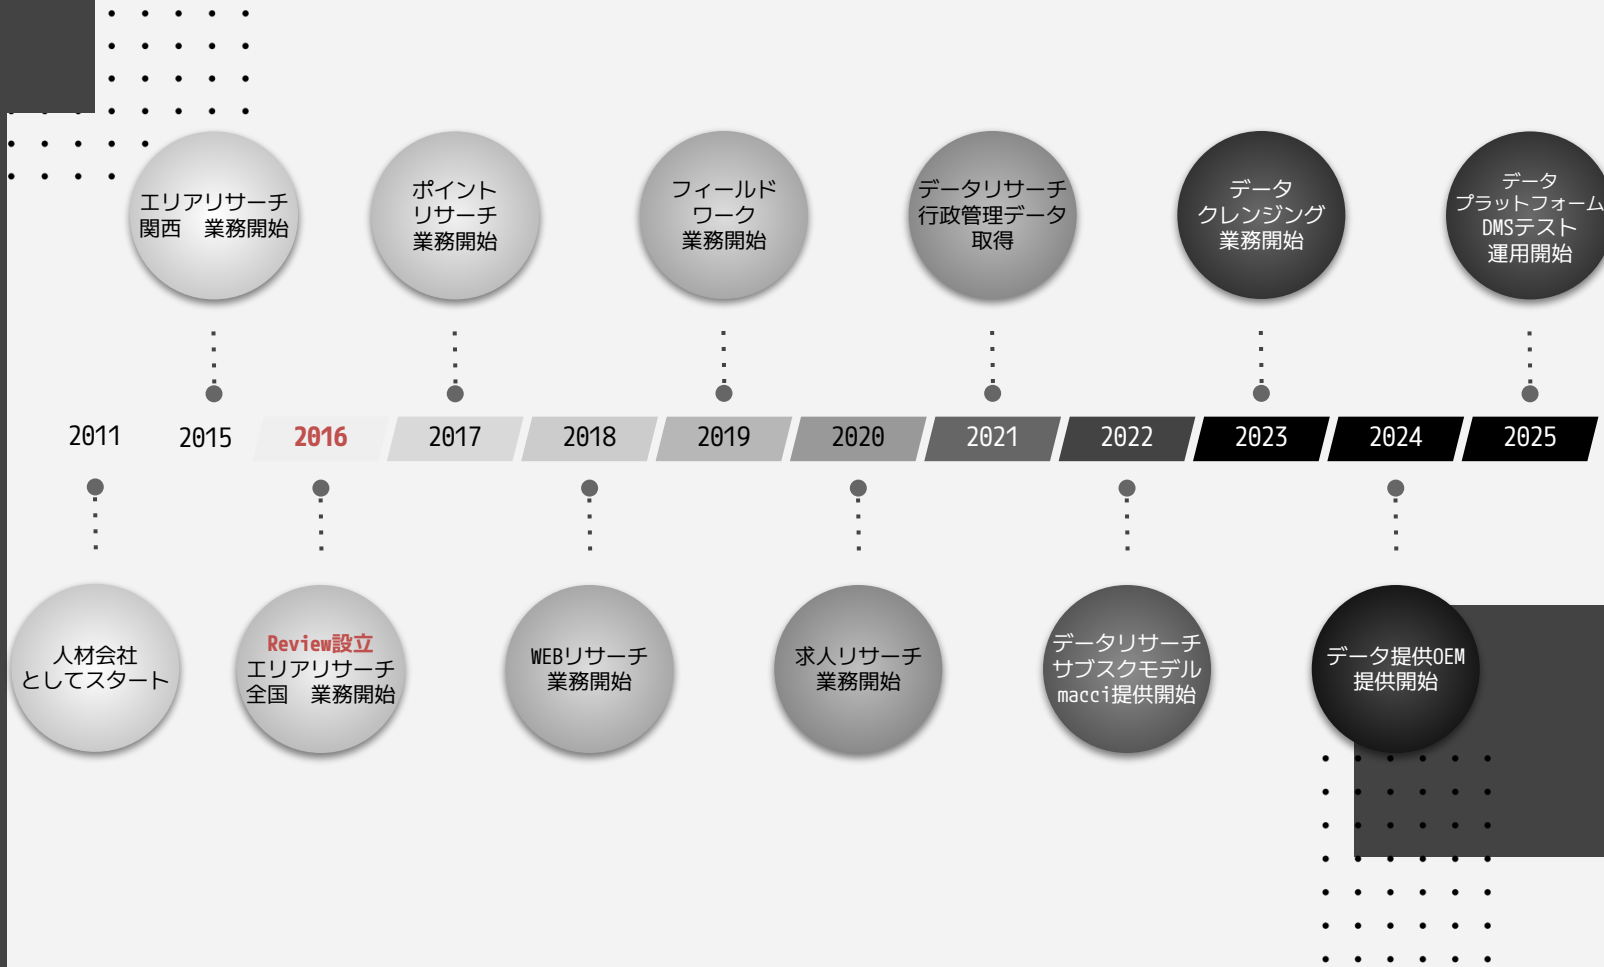 エリアリサーチ
関西　業務開始
ポイント
リサーチ
業務開始
フィールド
ワーク
業務開始
データリサーチ
行政管理データ
取得
データ
クレンジング
業務開始
データ
プラットフォーム
DMSテスト
運用開始
2011
2015
2016
2017
2018
2019
2020
2021
2022
2023
2024
2025
人材会社
としてスタート
Review設立
エリアリサーチ
全国　業務開始
WEBリサーチ
業務開始
求人リサーチ
業務開始
データリサーチ
サブスクモデル
macci提供開始
データ提供OEM
提供開始